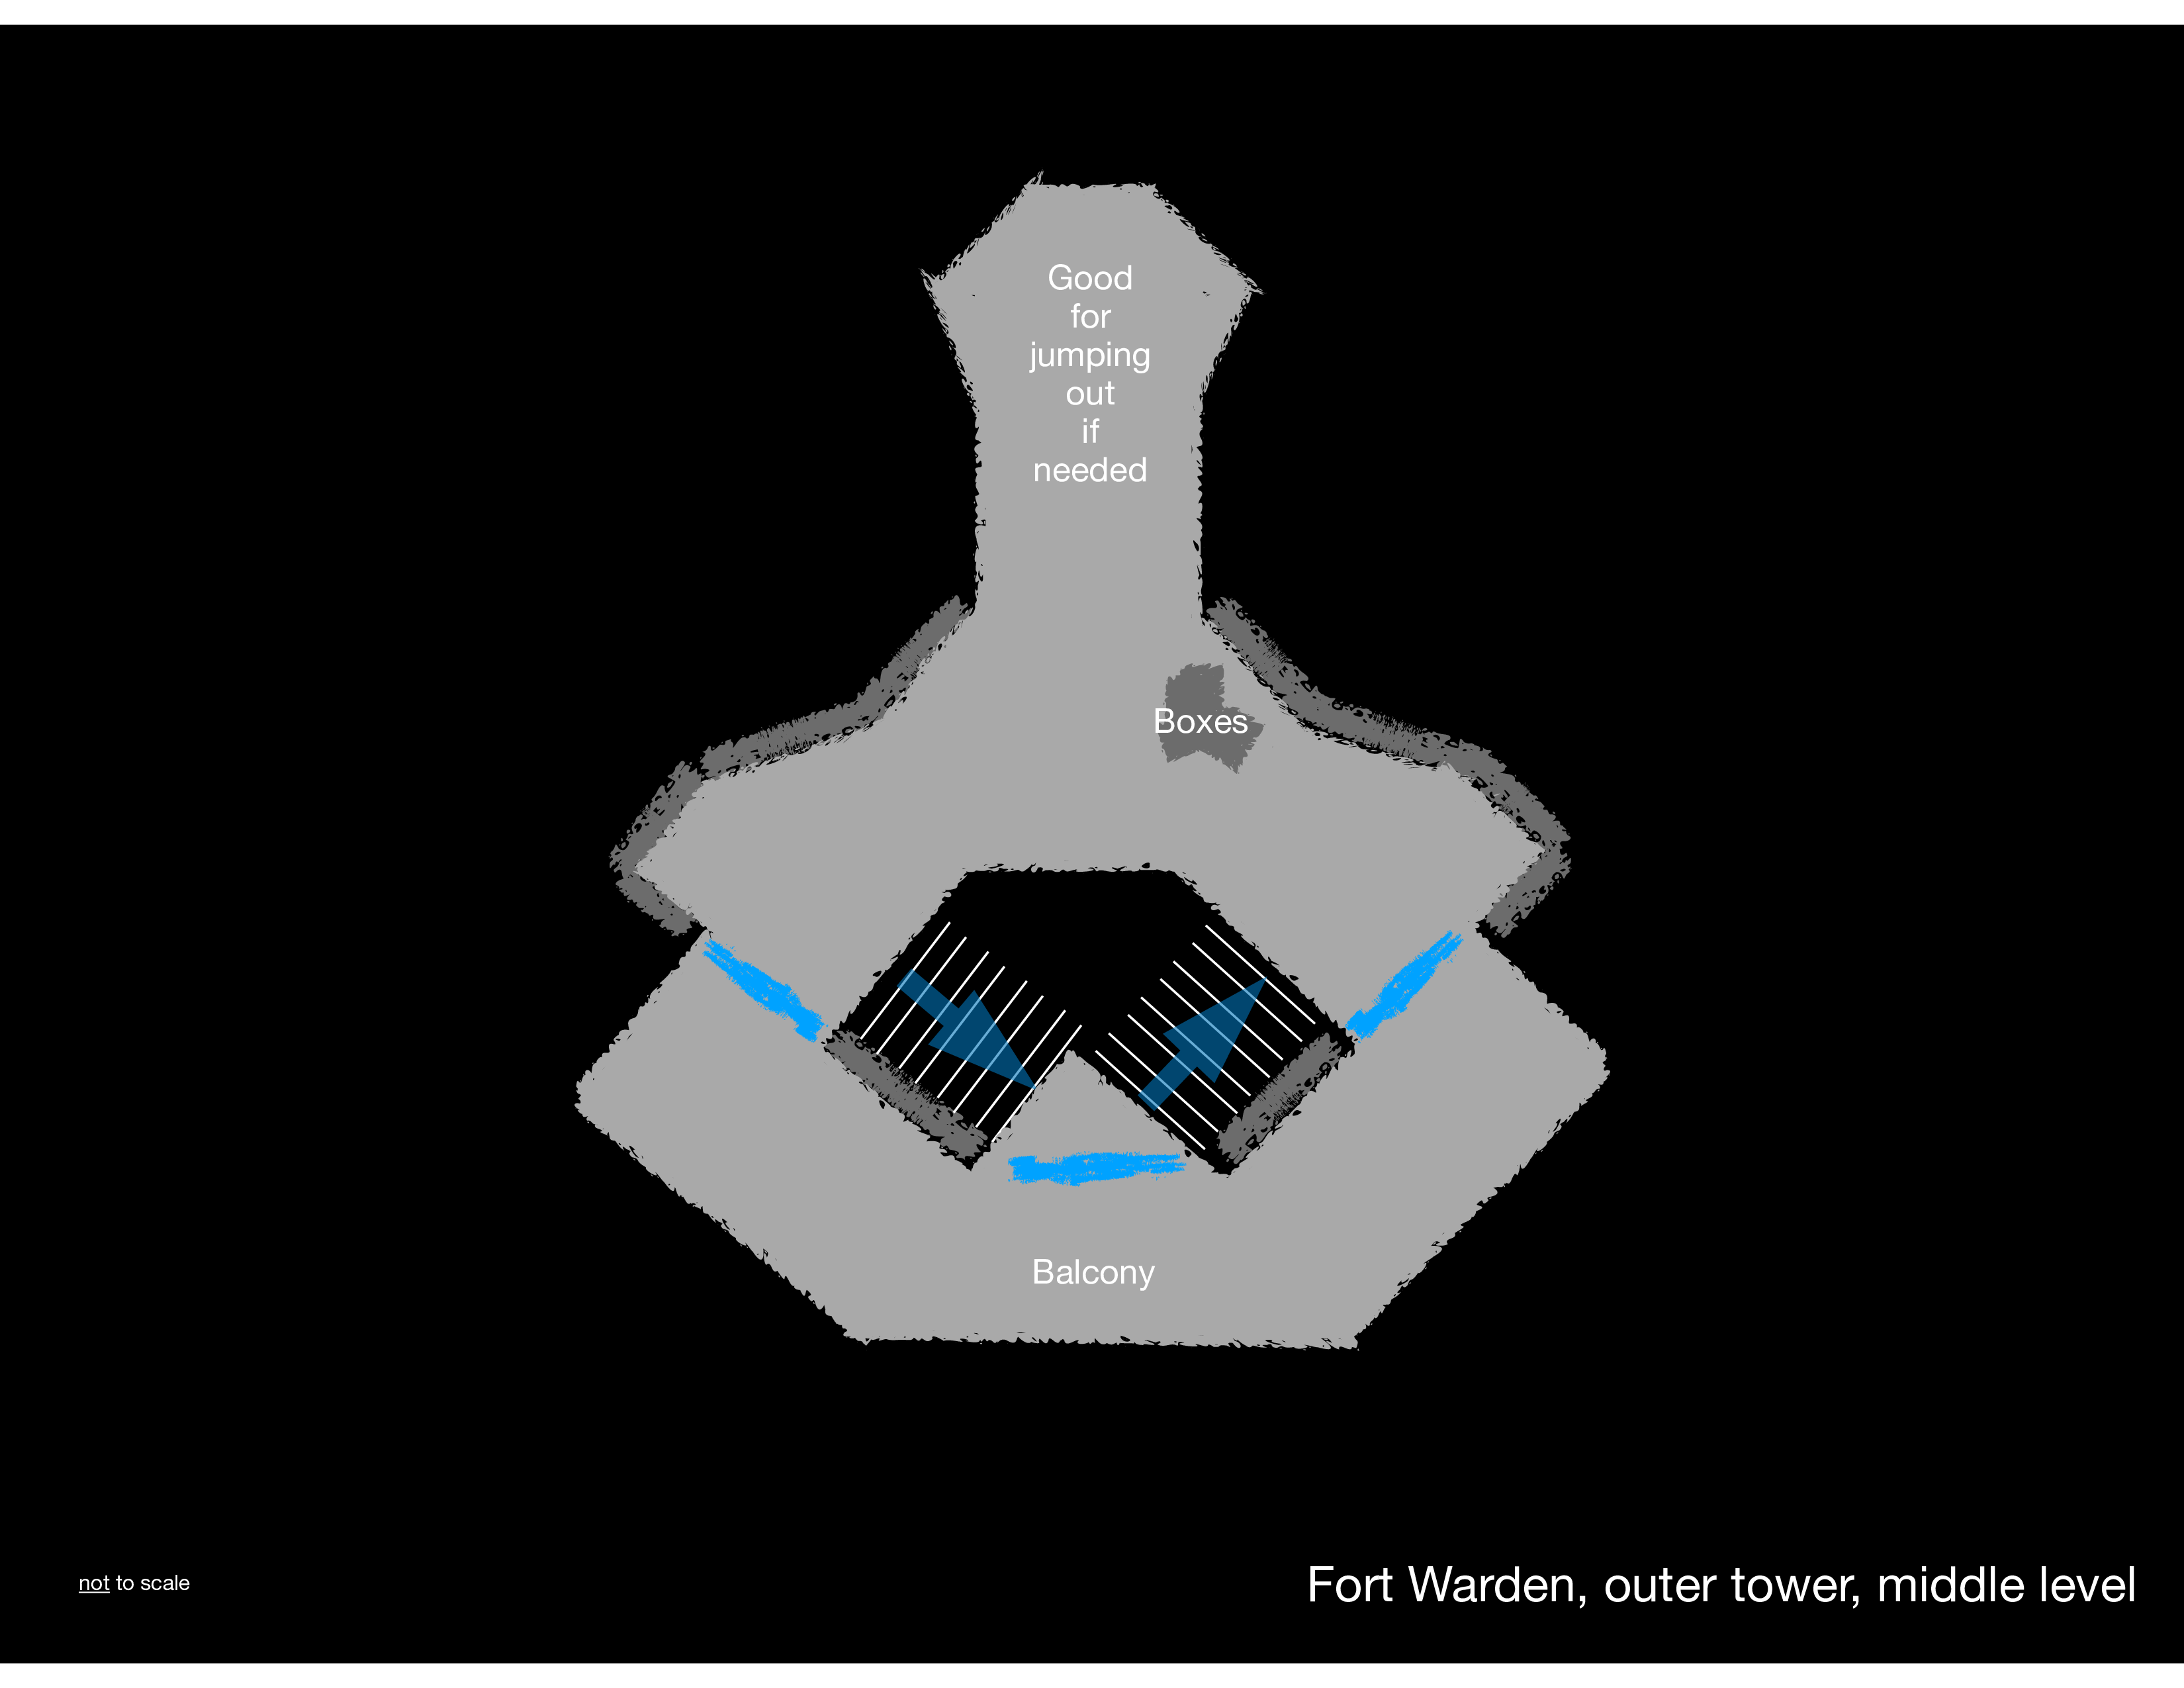 Good
for
jumping
out
if
needed
Boxes
Balcony
not to scale
Fort Warden, outer tower, middle level